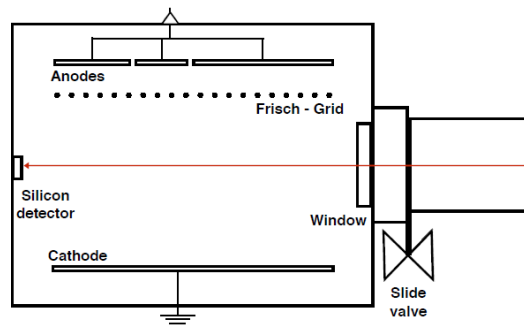 Anodes
Frisch - Grid
Silicon
detector
Window
Cathode
Slide
valve